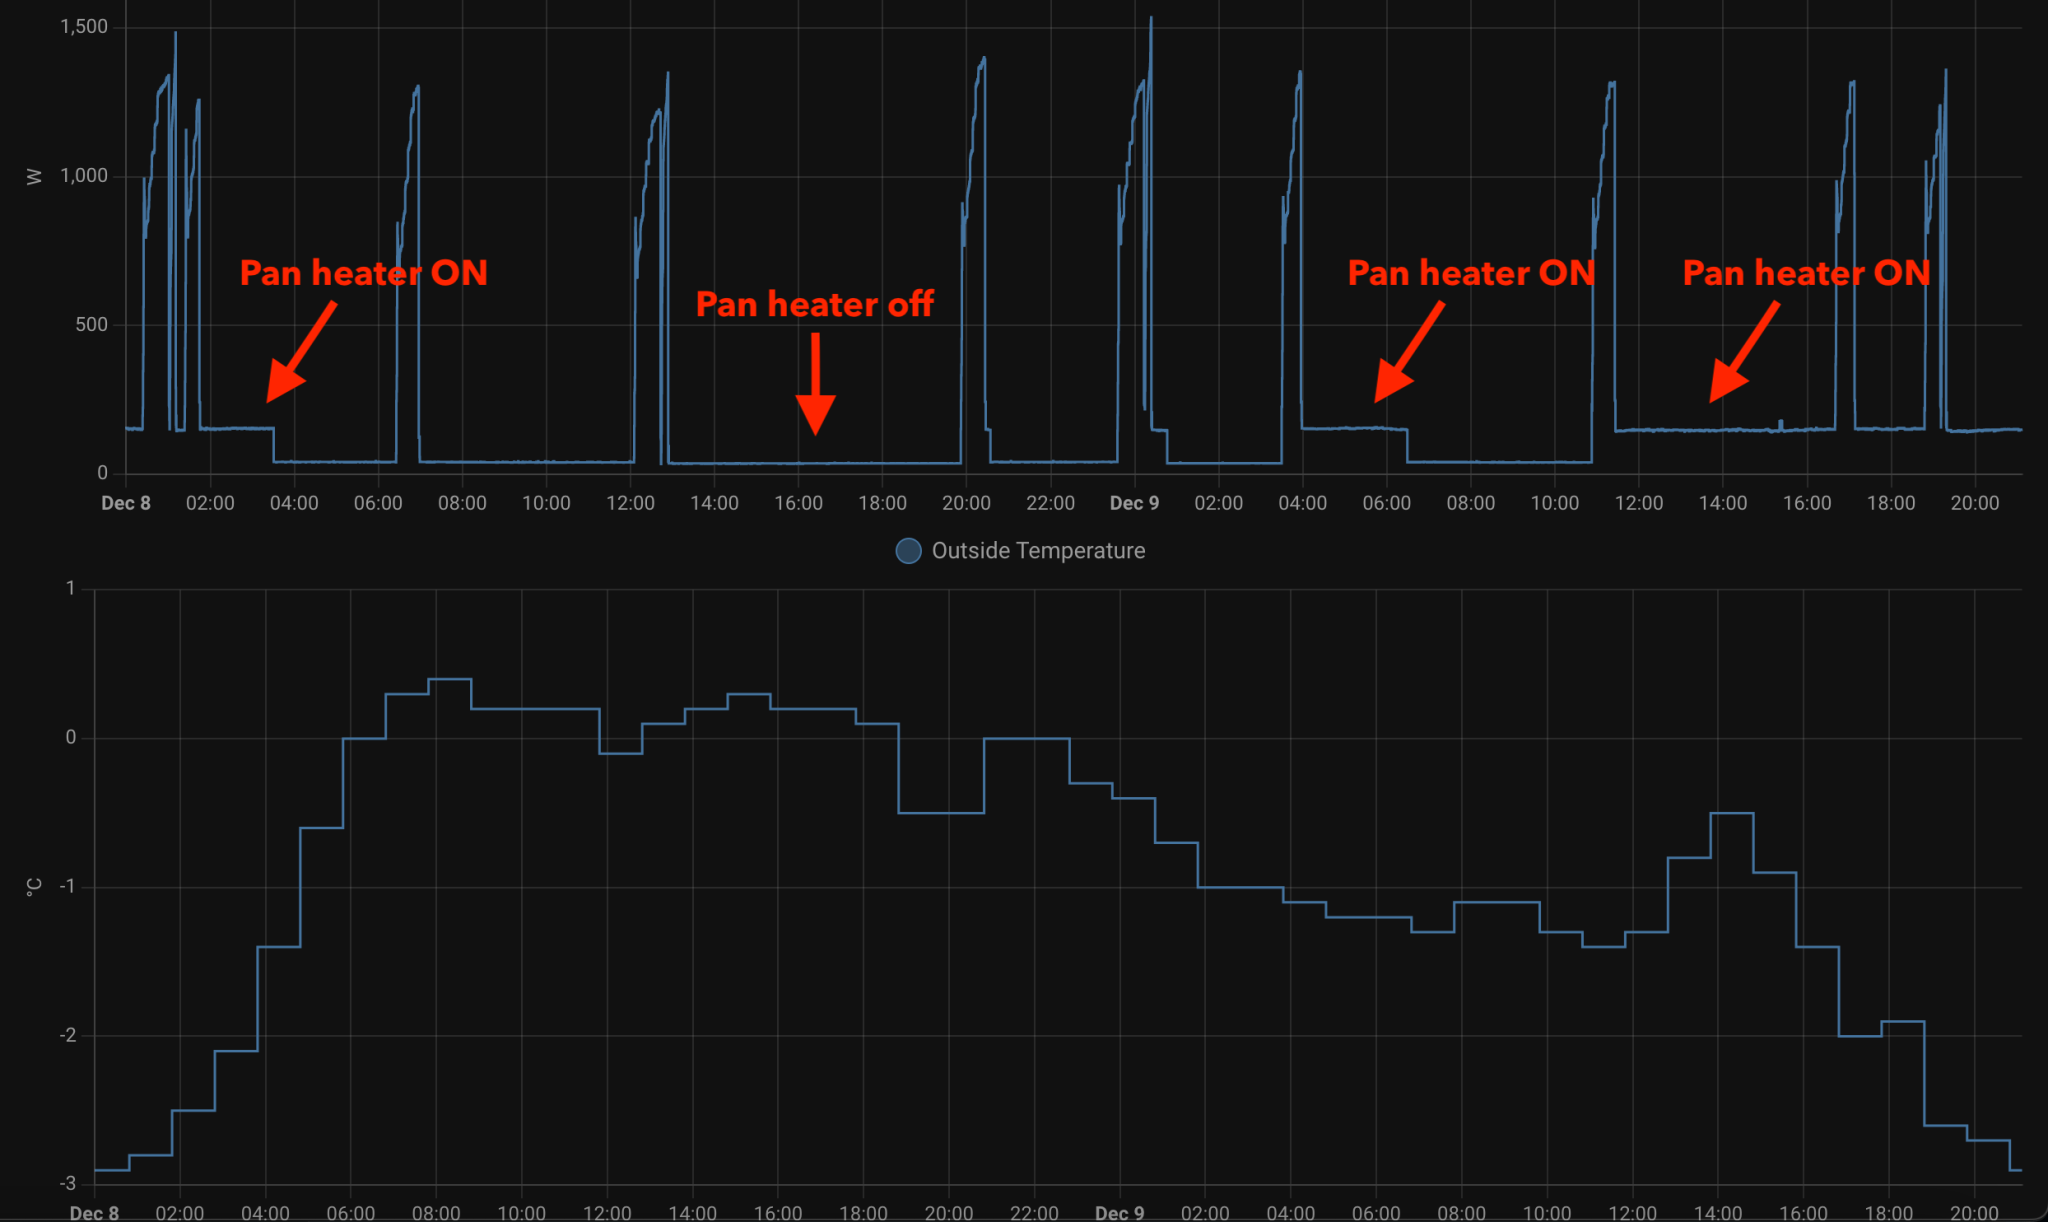 1,500
W
1,000
Pan heater ON
Pan heater off
Pan heater ON
Pan heater ON
500
0
Dec 8 02:00 04:00 06:00 08:00 10:00 12:00 14:00 16:00 18:00 20:00 22:00 Dec 9 02:00 04:00 06:00 08:00 10:00 12:00 14:00 16:00 18:00 20:00
Outside Temperature
1
0
°C
-1
-2
-3
Dec 8 02:00 04:00 06:00 08:00 10:00 12:00 14:00 16:00 18:00 20:00 22:00 Dec 9 02:00 04:00 06:00 08:00 10:00 12:00 14:00 16:00 18:00 20:00